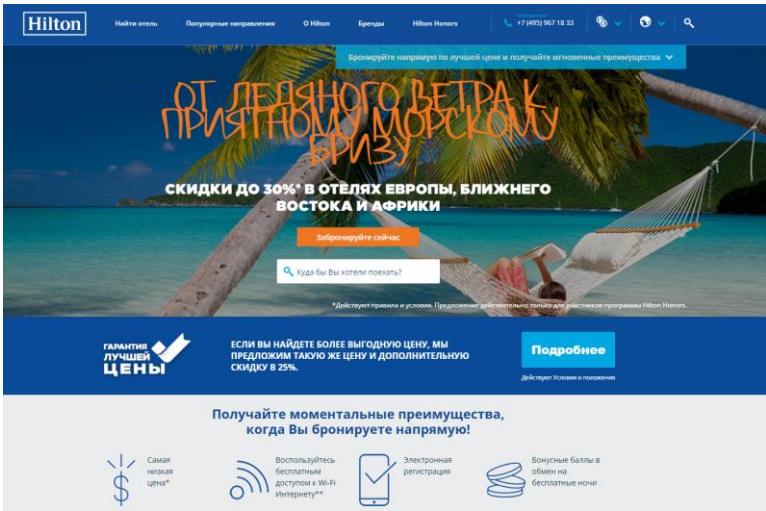 Hilton
Найти отель
Популярные направления
О Hilton
Бренды
Hilton Honors
+7 (495) 967 18 33
Бронируйте напрямую по лучшей цене и получайте мгновенные преимущества
ОТ ЛЕДЯНОГО ВЕТРА К
ПРИЯТНОМУ МОРСКОМУ
БРИЗУ
СКИДКИ ДО 30%* В ОТЕЛЯХ ЕВРОПЫ, БЛИЖНЕГО
ВОСТОКА И АФРИКИ
Забронируйте сейчас
Куда бы Вы хотели поехать?
*Действуют правила и условия. Предложение действительно только для участников программы Hilton Honors.
ГАРАНТИЯ
ЛУЧШЕЙ
ЦЕНЫ
ЕСЛИ ВЫ НАЙДЕТЕ БОЛЕЕ ВЫГОДНУЮ ЦЕНУ, МЫ
ПРЕДЛОЖИМ ТАКУЮ ЖЕ ЦЕНУ И ДОПОЛНИТЕЛЬНУЮ
СКИДКУ В 25%.
Подробнее
Действуют Условия и положения
Получайте моментальные преимущества,
когда Вы бронируете напрямую!
Самая
низкая
цена*
Воспользуйтесь
бесплатным
доступом к Wi-Fi
Интернету**
Электронная
регистрация
Бонусные баллы в
обмен на
бесплатные ночи